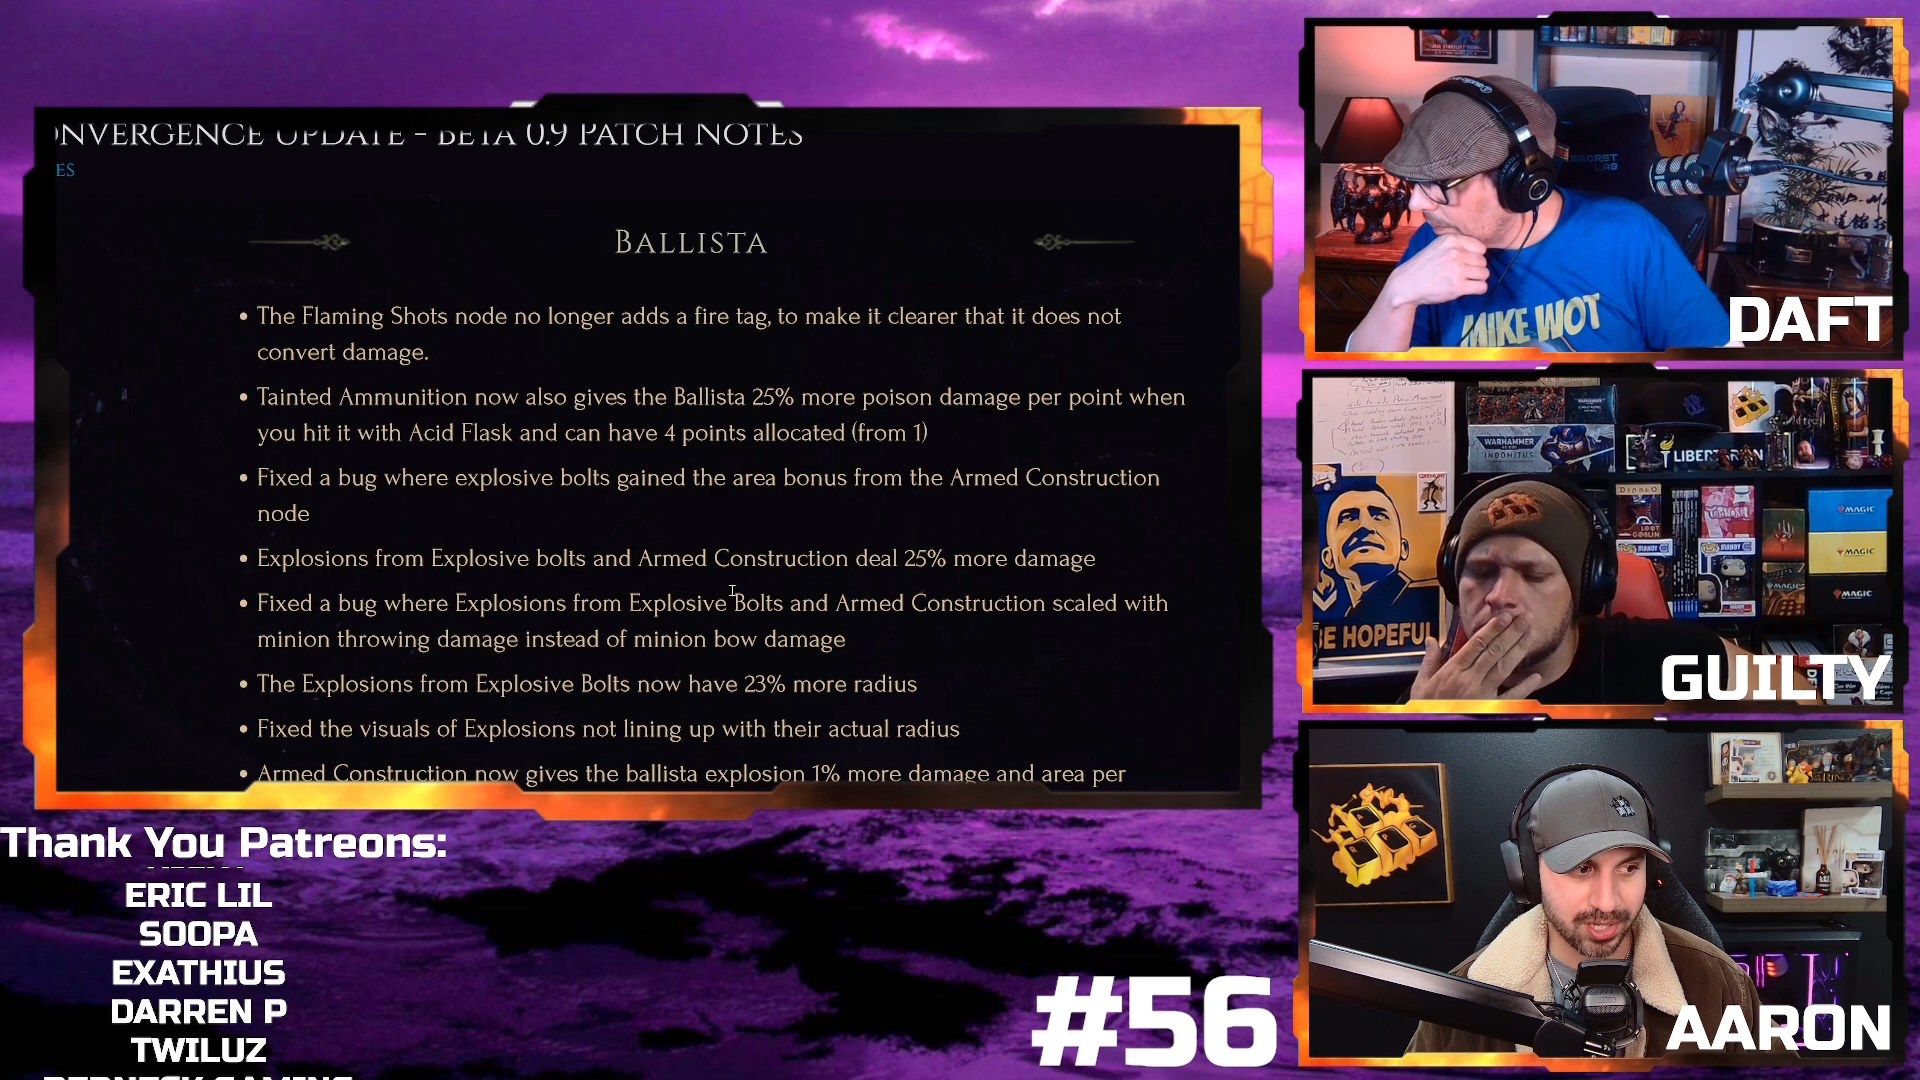 ONVERGENCE UPDATE - BETA 0.9 PATCH NOTES
ES
BALLISTA
• The Flaming Shots node no longer adds a fire tag, to make it clearer that it does not
convert damage.
• Tainted Ammunition now also gives the Ballista 25% more poison damage per point when
you hit it with Acid Flask and can have 4 points allocated (from 1)
• Fixed a bug where explosive bolts gained the area bonus from the Armed Construction
node
• Explosions from Explosive bolts and Armed Construction deal 25% more damage
• Fixed a bug where Explosions from Explosive Bolts and Armed Construction scaled with
minion throwing damage instead of minion bow damage
• The Explosions from Explosive Bolts now have 23% more radius
• Fixed the visuals of Explosions not lining up with their actual radius
• Armed Construction now gives the ballista explosion 1% more damage and area per
Thank You Patreons:
ERIC LIL
SOOPA
EXATHIUS
DARREN P
TWILUZ
#56
SECRET
LAB
MIKE WOT
DAFT
WARHAMMER
INDOMITUS
DIABLO
LOOT
GOBLIN
MAGIC
MAGIC
MAGIC
BE HOPEFUL
GUILTY
AARON